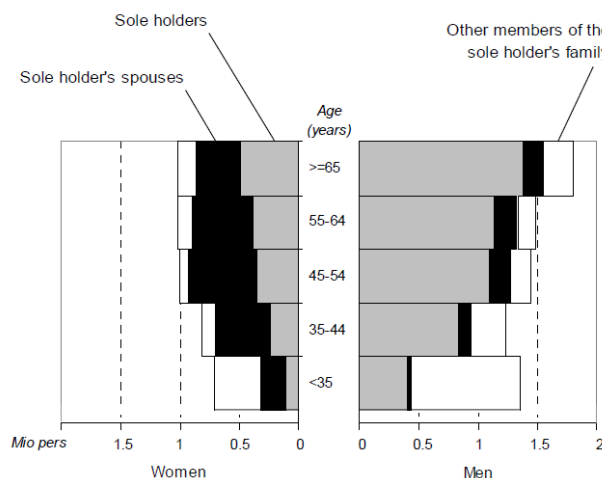 Sole holders
Other members of the
sole holder's family
Sole holder's spouses
Age
(years)
>=65
55-64
45-54
35-44
<35
Mio pers
1.5 1 0.5 0 0 0.5 1 1.5 2
Women Men